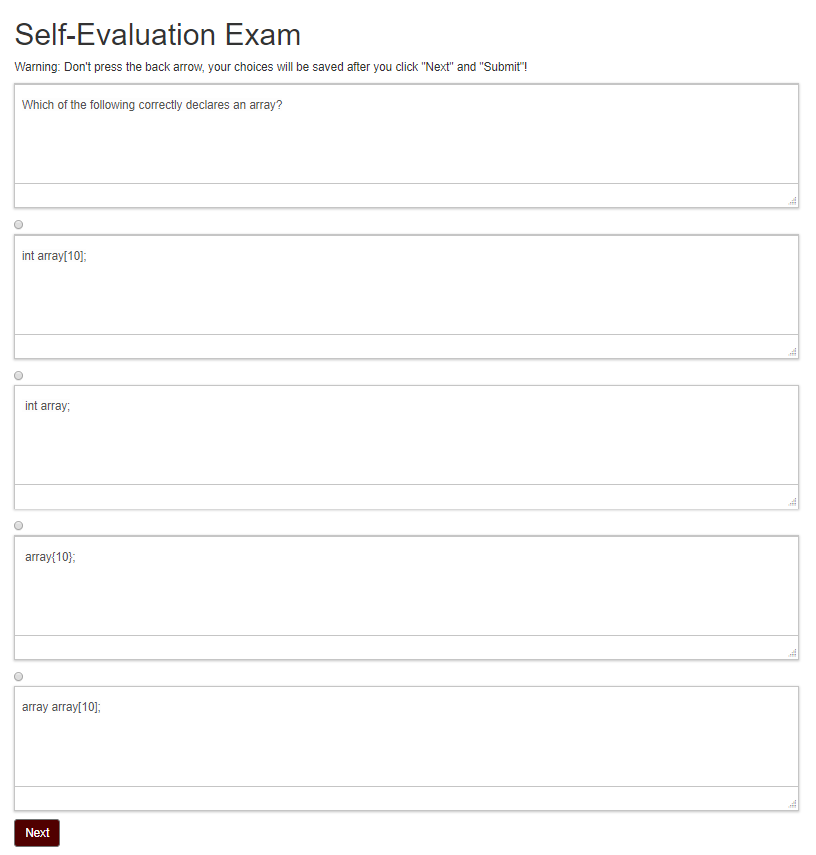 Self-Evaluation Exam
Warning: Don't press the back arrow, your choices will be saved after you click "Next" and "Submit"!
Which of the following correctly declares an array?
int array[10];
int array;
array{10};
array array[10];
Next